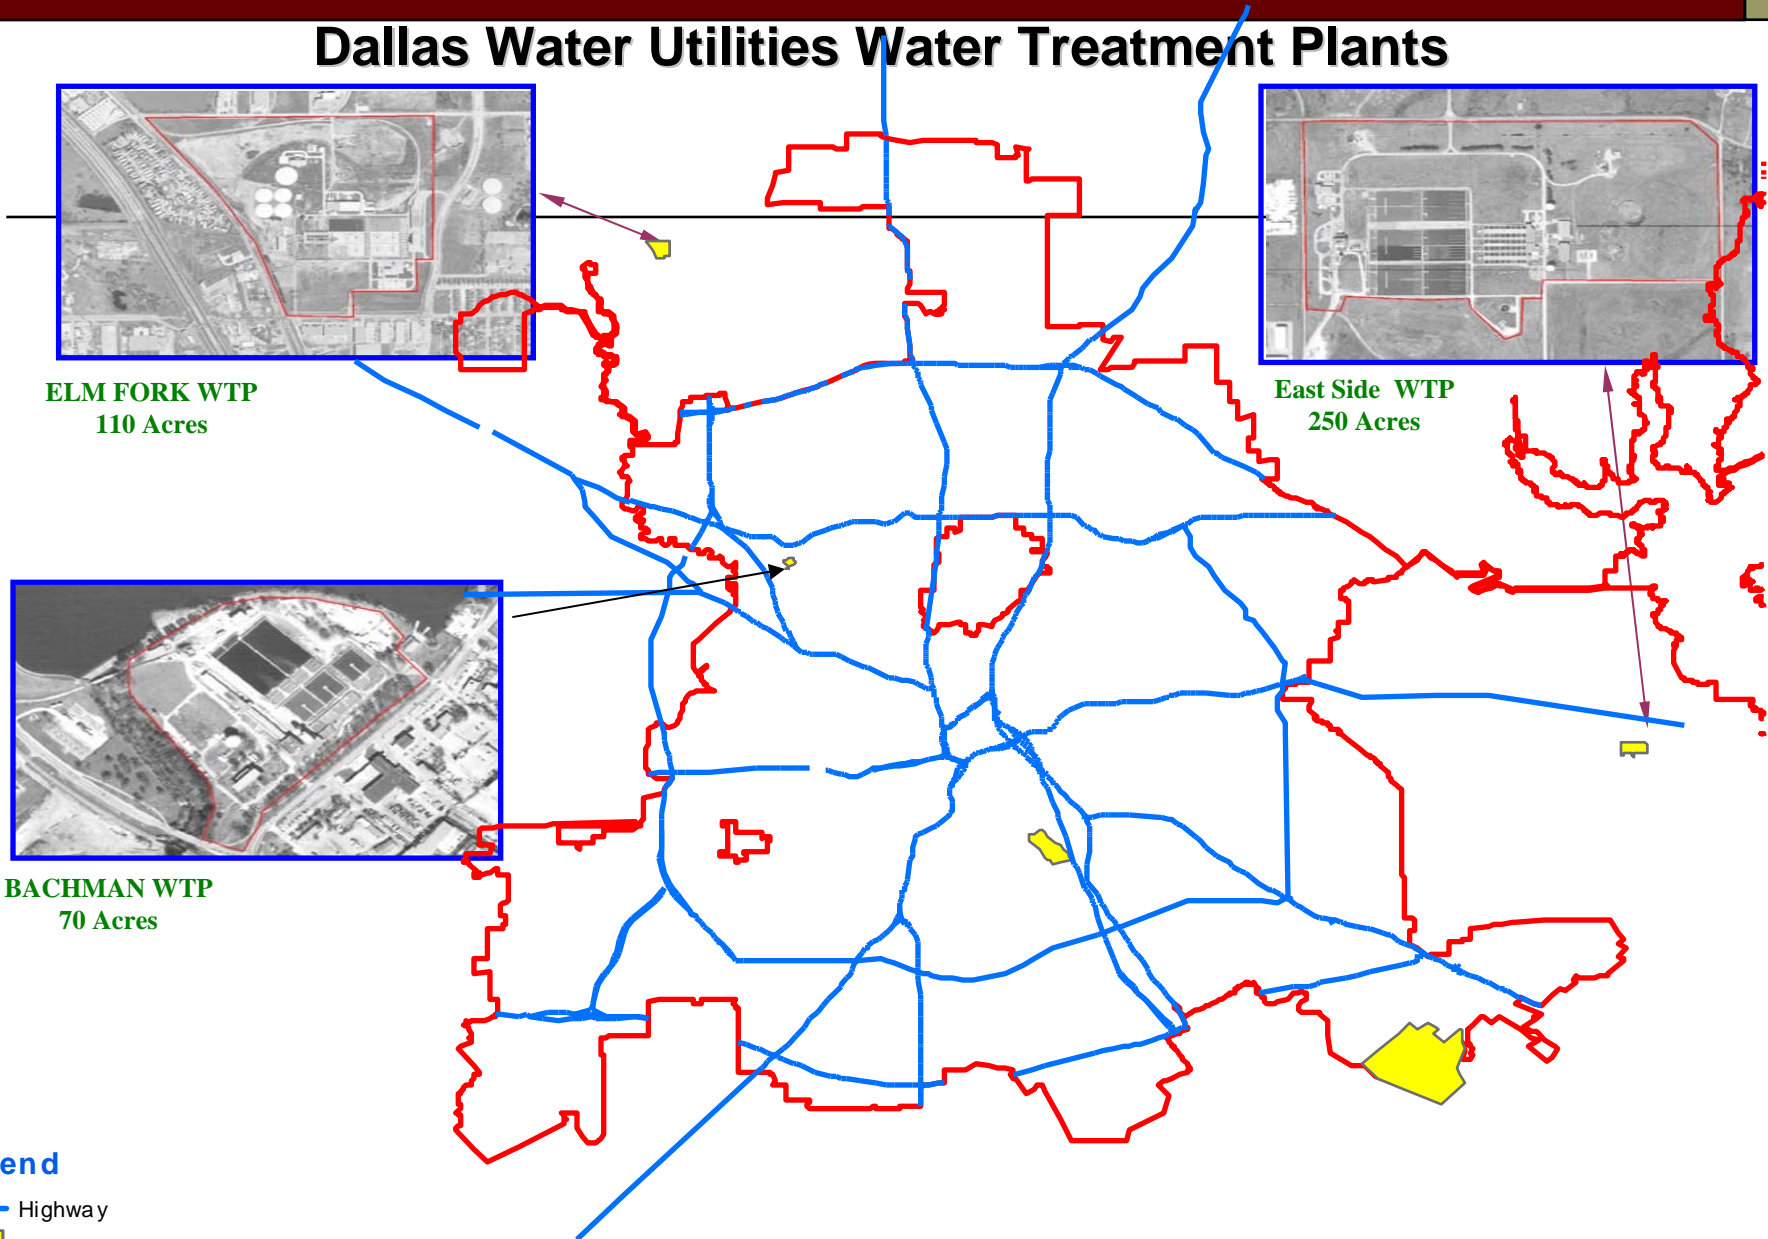 Dallas Water Utilities Water Treatment Plants
ELM FORK WTP
110 Acres
East Side WTP
250 Acres
BACHMAN WTP
70 Acres
end
Highway